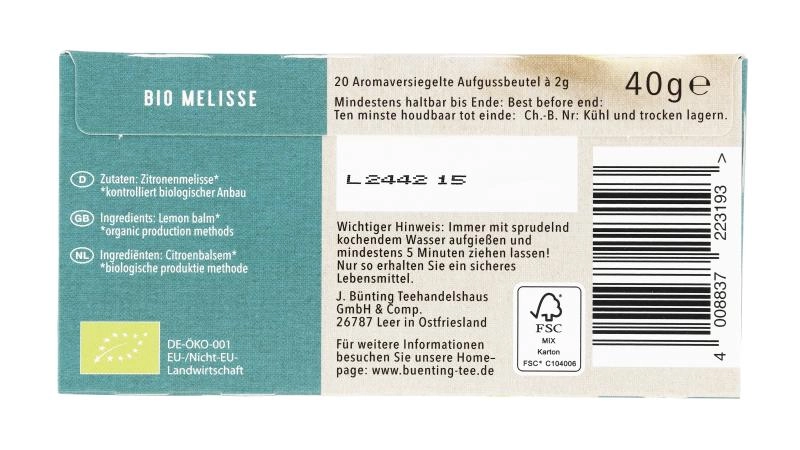 BIO MELISSE
20 Aromaversiegelte Aufgussbeutel à 2g
40g℮
Mindestens haltbar bis Ende: Best before end:
Ten minste houdbaar tot einde: Ch.-B. Nr: Kühl und trocken lagern.
L2442 15
D Zutaten: Zitronenmelisse*
*kontrolliert biologischer Anbau
GB Ingredients: Lemon balm*
*organic production methods
NL Ingrediënten: Citroenbalsem*
*biologische produktie methode
DE-ÖKO-001
EU-/Nicht-EU-
Landwirtschaft
Wichtiger Hinweis: Immer mit sprudelnd
kochendem Wasser aufgießen und
mindestens 5 Minuten ziehen lassen!
Nur so erhalten Sie ein sicheres
Lebensmittel.
J. Bünting Teehandelshaus
GmbH & Comp.
26787 Leer in Ostfriesland
Für weitere Informationen
besuchen Sie unsere Home-
page: www.buenting-tee.de
FSC
MIX
Karton
FSC® C104006
4 008837 223193 >